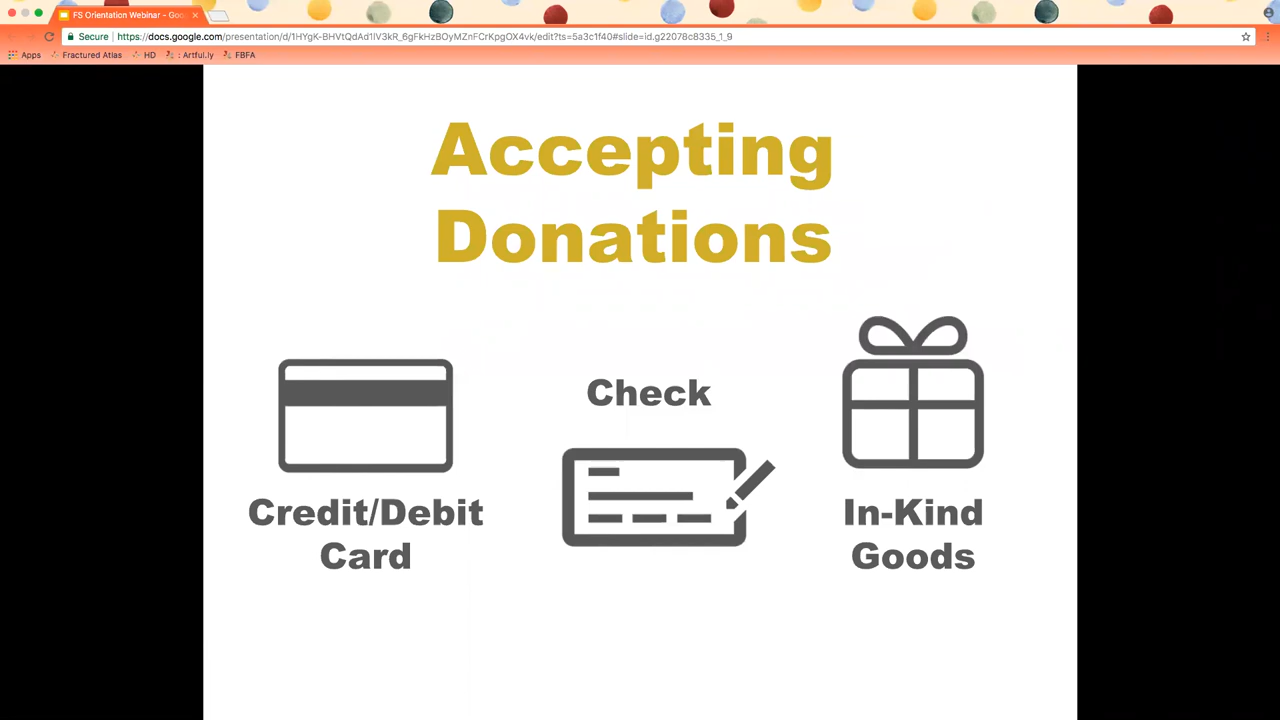 FS Orientation Webinar - Goo
Secure
https://docs.google.com/presentation/d/1HYgK-BHVtQdAd1lV3kR_6gFkHzBOyMZnFCrKpgOX4vk/edit?ts=5a3c1f40#slide=id.g22078c8335_1_9
Apps Fractured Atlas HD : Artful.ly FBFA
Accepting
Donations
Credit/Debit
Card
Check
In-Kind
Goods